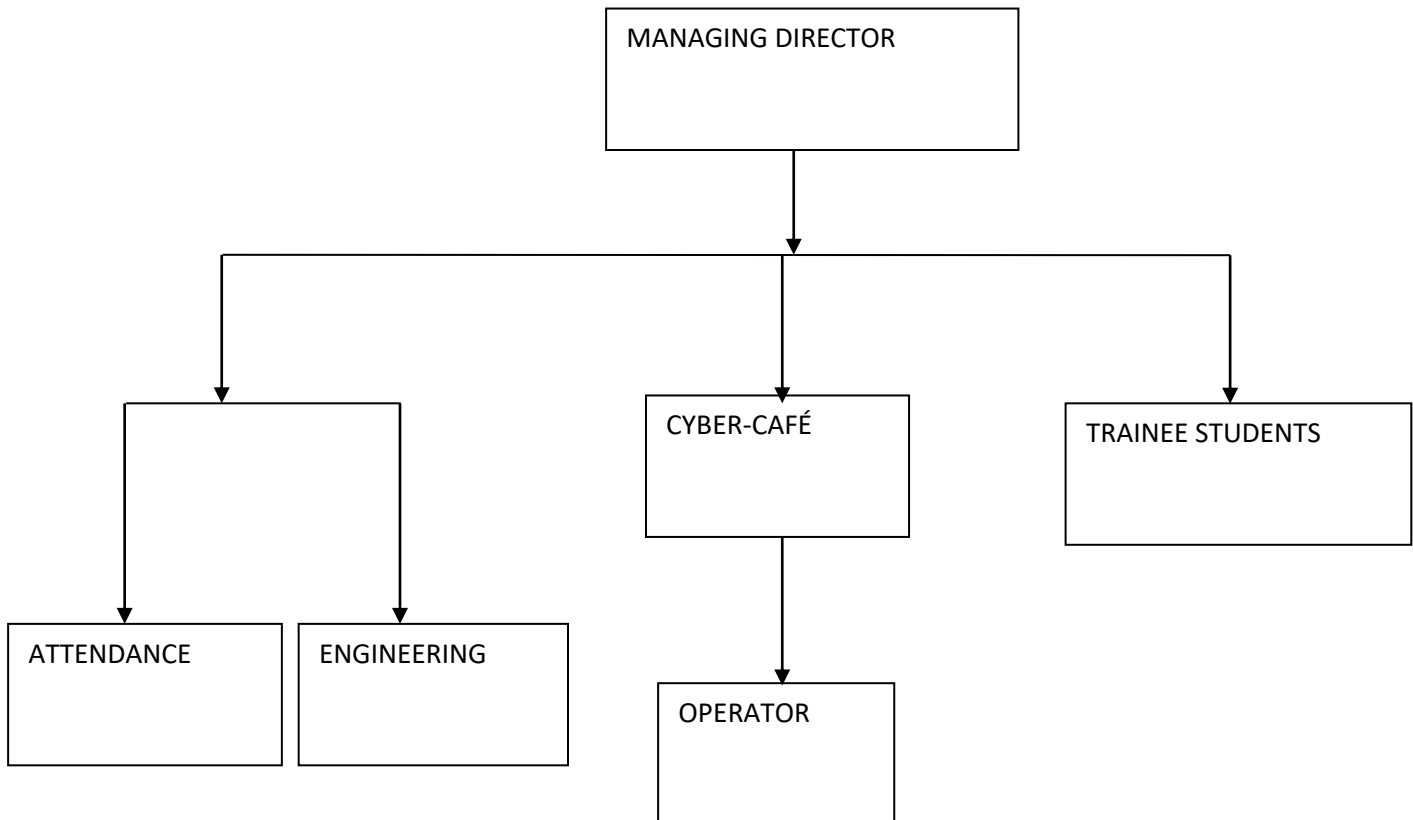 MANAGING DIRECTOR
CYBER-CAFÉ
TRAINEE STUDENTS
ATTENDANCE
ENGINEERING
OPERATOR